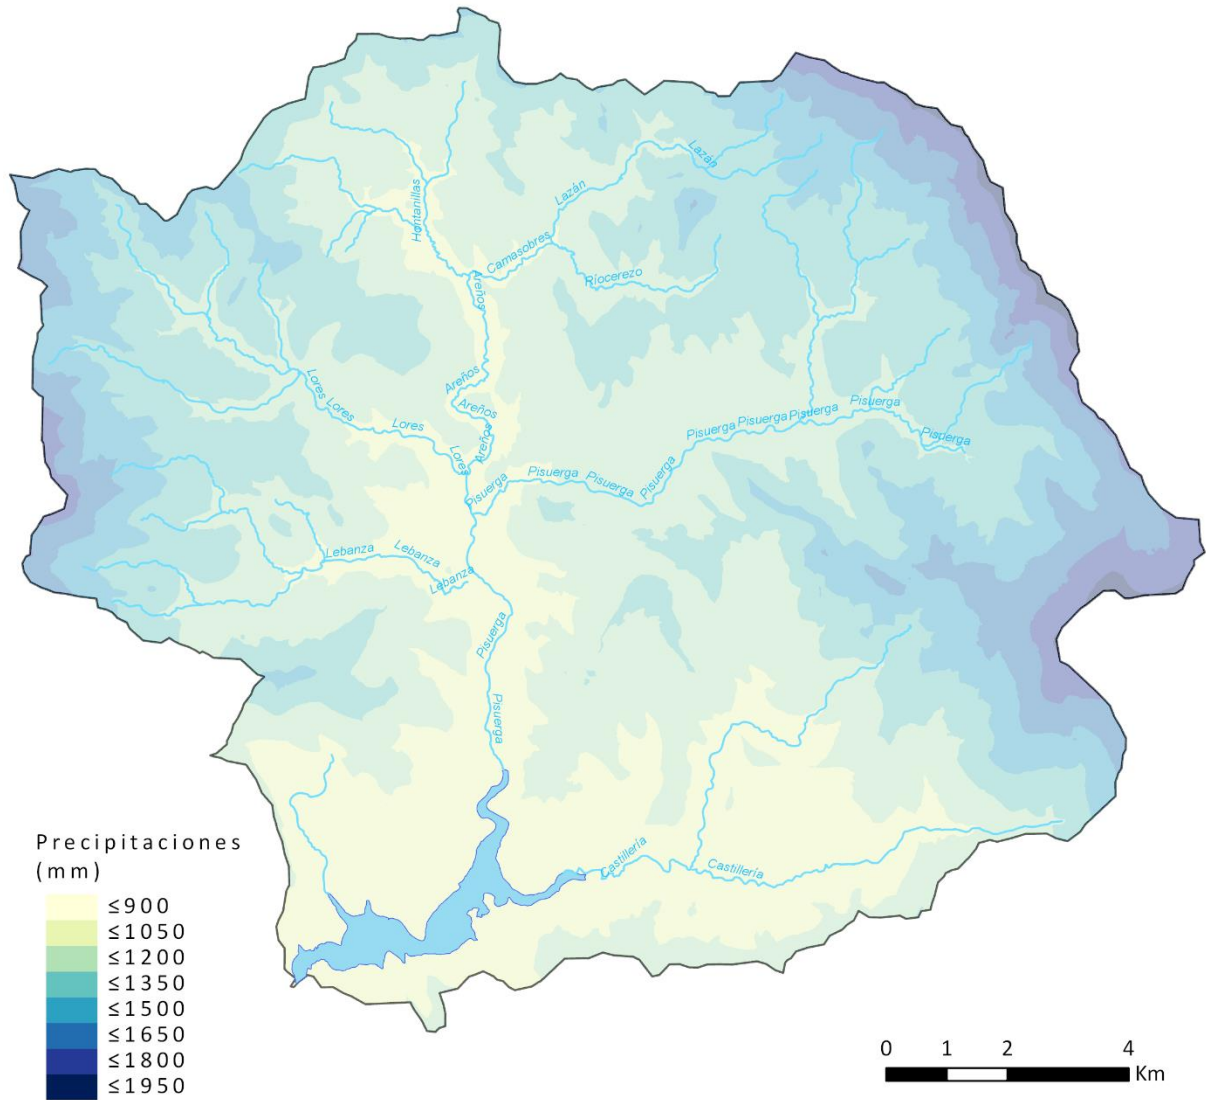 Lazán
Lazán
Hontanillas
Camasobres
Ríocerezo
Areños
Areños
Lores Lores
Areños
Pisuerga
Lores
Pisuerga Pisuerga Pisuerga
Areños
Pisuerga
Lores
Pisuerga
Pisuerga
Pisuerga
Pisuerga
Lebanza
Lebanza
Lebanza
Pisuerga
Pisuerga
Castillería
Castillería
Precipitaciones
(mm)
≤900
≤1050
≤1200
≤1350
≤1500
≤1650
≤1800
≤1950
0 1 2 4
Km